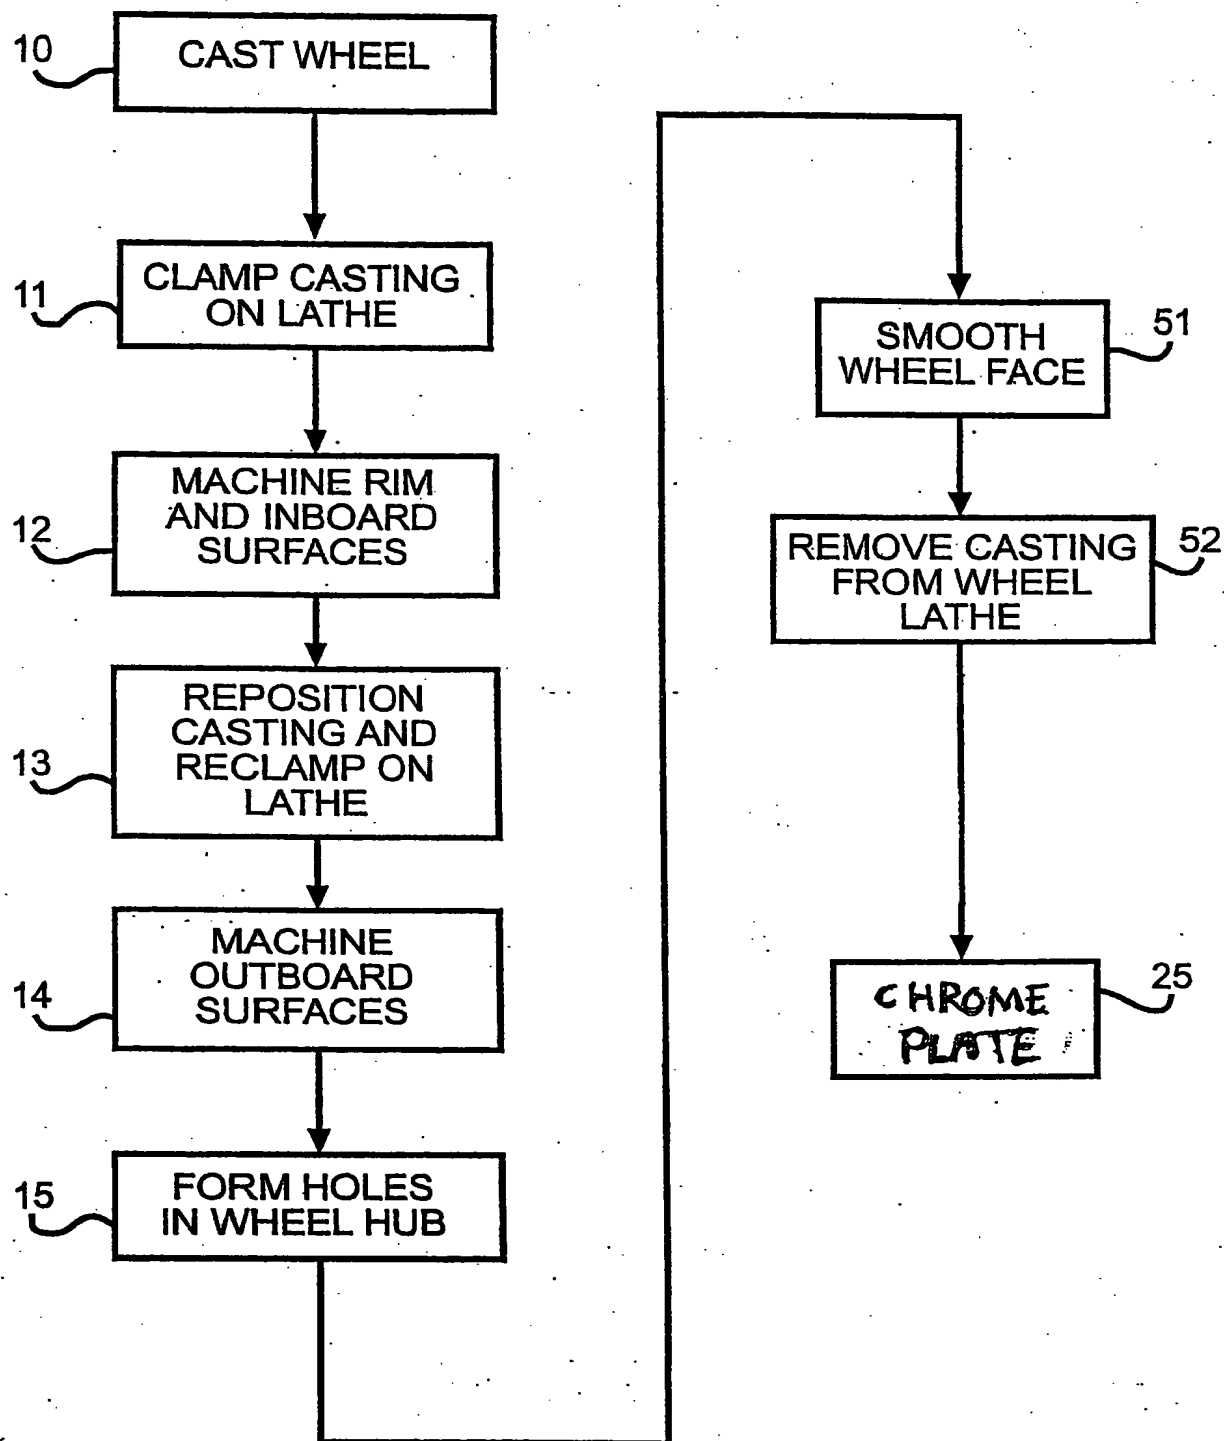 10
CAST WHEEL
11
CLAMP CASTING
ON LATHE
12
MACHINE RIM
AND INBOARD
SURFACES
13
REPOSITION
CASTING AND
RECLAMP ON
LATHE
14
MACHINE
OUTBOARD
SURFACES
15
FORM HOLES
IN WHEEL HUB
51
SMOOTH
WHEEL FACE
52
REMOVE CASTING
FROM WHEEL
LATHE
25
CHROME
PLATE